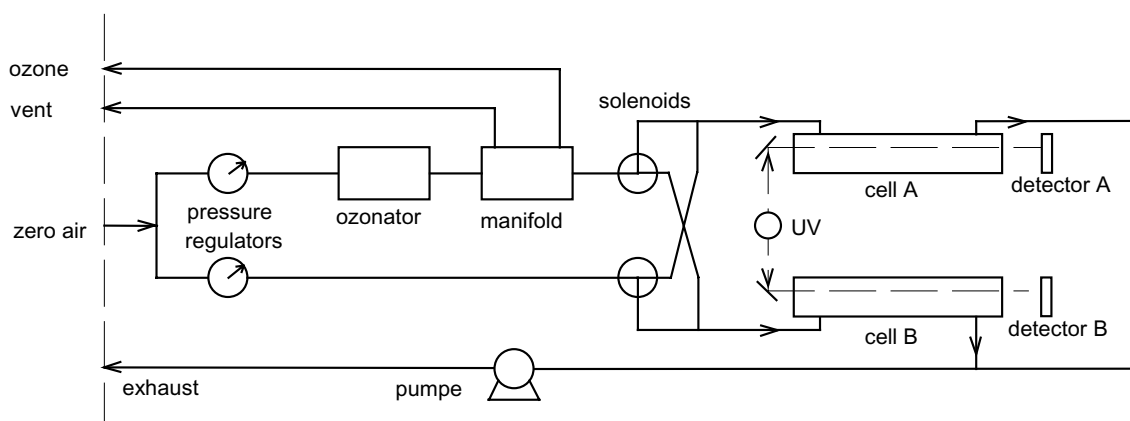 ozone
vent
solenoids
cell A
detector A
pressure
regulators
ozonator
manifold
zero air
UV
cell B
detector B
exhaust
pumpe